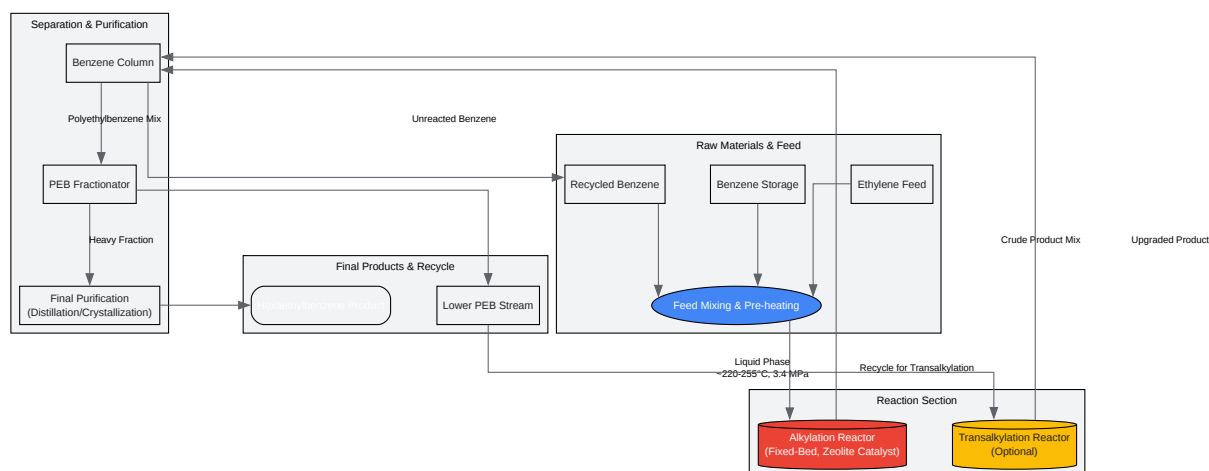 Separation & Purification
Benzene Column
Polyethylbenzene Mix
Unreacted Benzene
Raw Materials & Feed
PEB Fractionator
Recycled Benzene
Benzene Storage
Ethylene Feed
Heavy Fraction
Crude Product Mix
Upgraded Product
Final Products & Recycle
Final Purification
(Distillation/Crystallization)
Product
Lower PEB Stream
Feed Mixing & Pre-heating
Liquid Phase
~220-255°C, 3.4 MPa
Recycle for Transalkylation
Reaction Section
Alkylation Reactor
(Fixed-Bed, Zeolite Catalyst)
Transalkylation Reactor
(Optional)